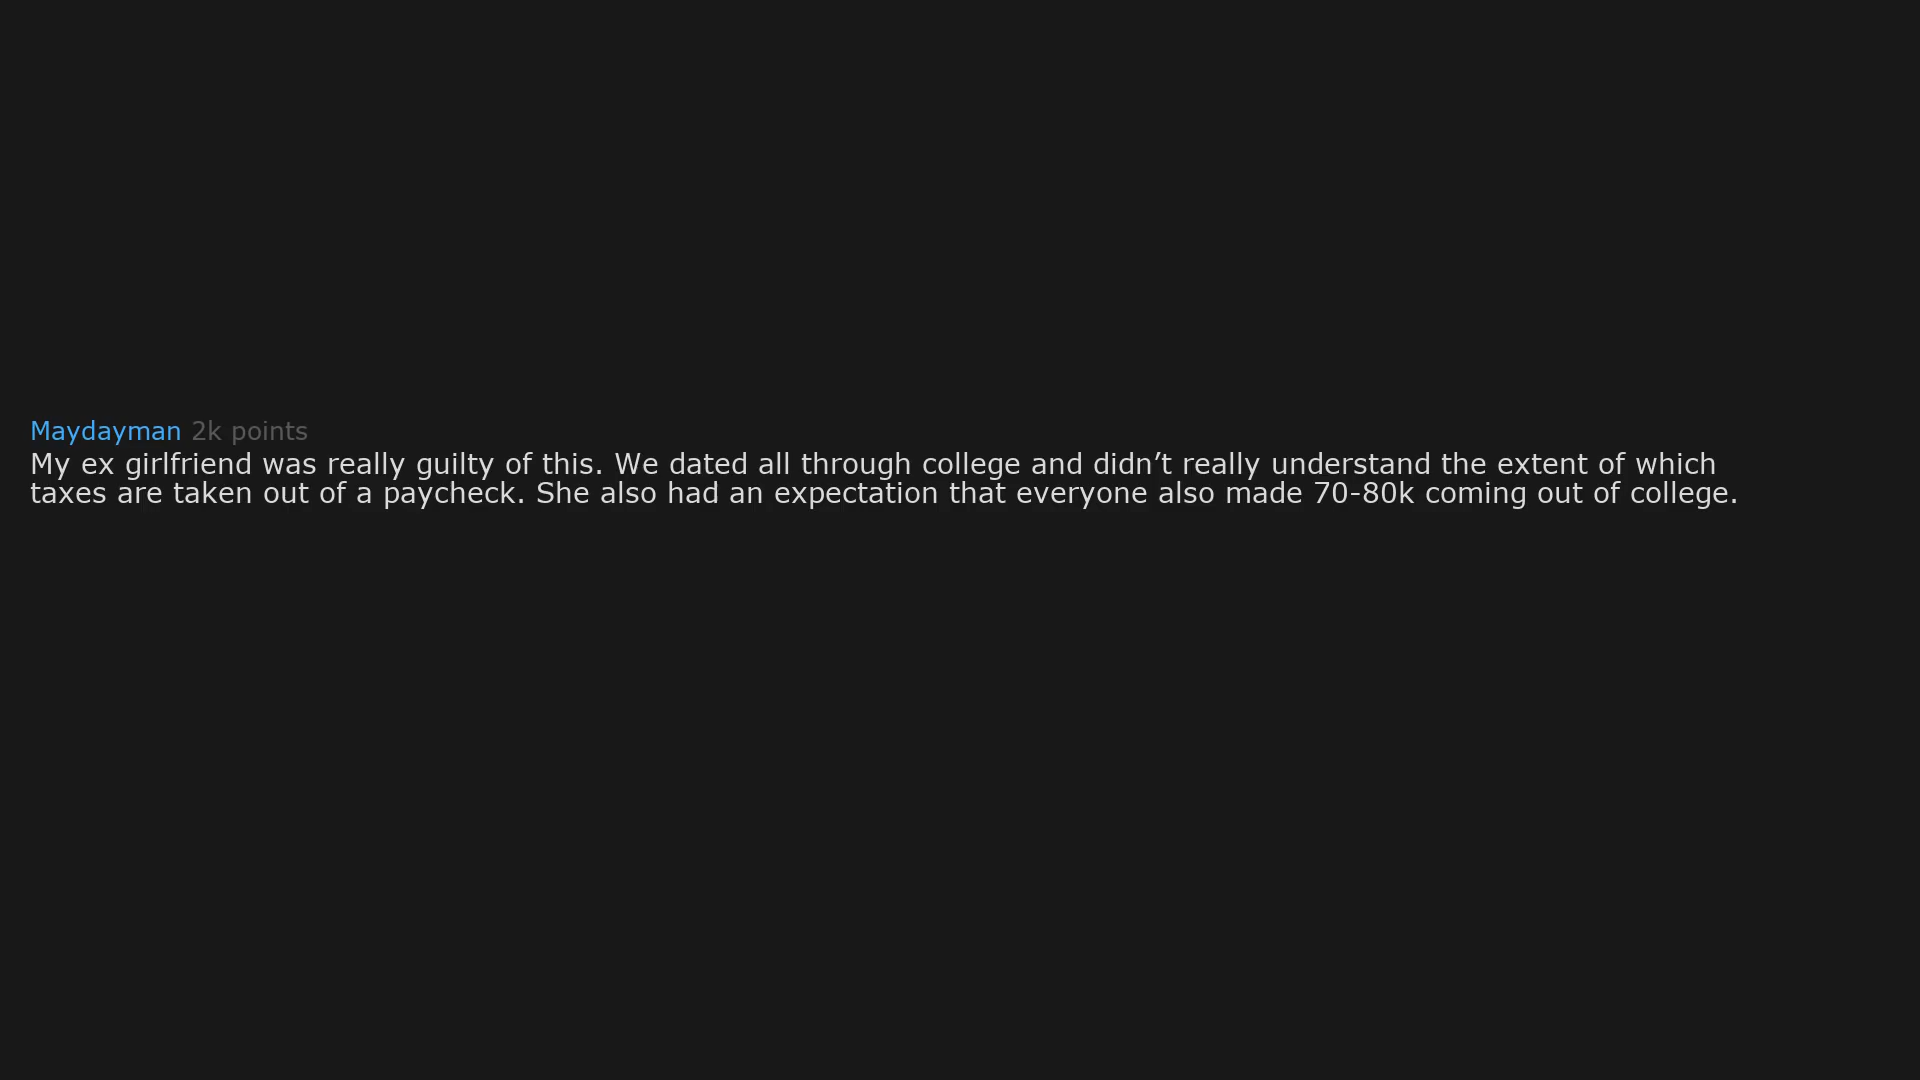 Maydayman 2k points
My ex girlfriend was really guilty of this. We dated all through college and didn’t really understand the extent of which
taxes are taken out of a paycheck. She also had an expectation that everyone also made 70-80k coming out of college.